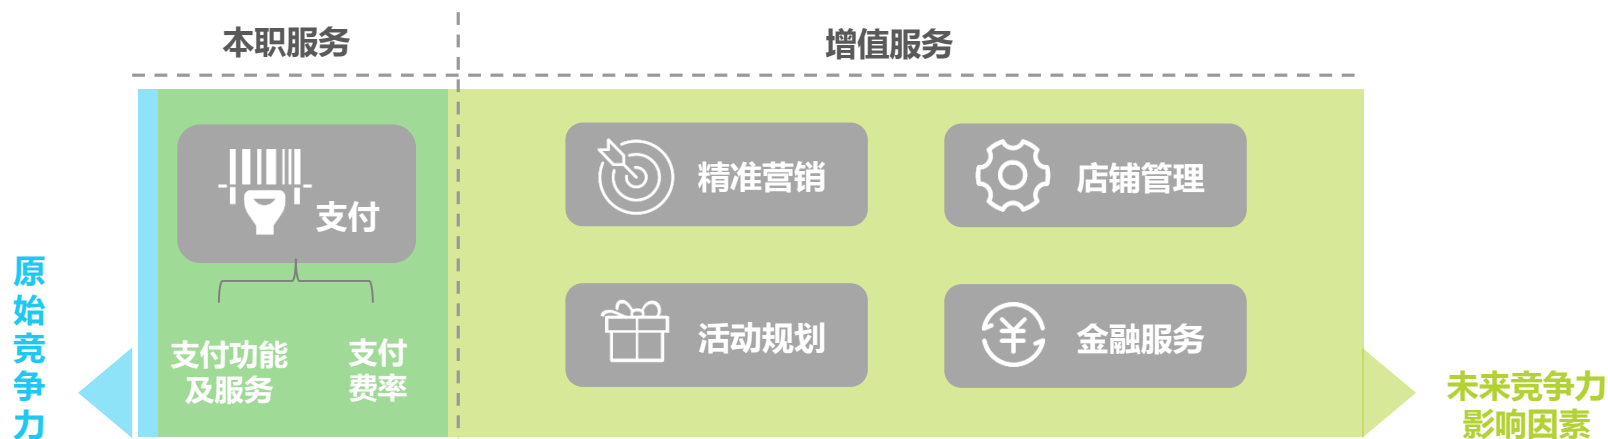 本职服务
增值服务
支付
支付功能
及服务
支付
费率
精准营销
店铺管理
活动规划
金融服务
原始竞争力
未来竞争力
影响因素